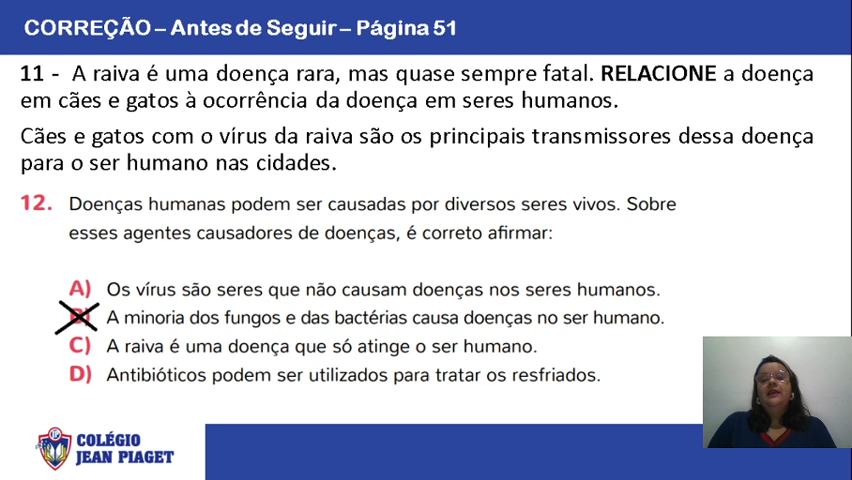 CORREÇÃO – Antes de Seguir – Página 51
11 - A raiva é uma doença rara, mas quase sempre fatal. RELACIONE a doença
em cães e gatos à ocorrência da doença em seres humanos.
Cães e gatos com o vírus da raiva são os principais transmissores dessa doença
para o ser humano nas cidades.
12. Doenças humanas podem ser causadas por diversos seres vivos. Sobre
esses agentes causadores de doenças, é correto afirmar:
A) Os vírus são seres que não causam doenças nos seres humanos.
B) A minoria dos fungos e das bactérias causa doenças no ser humano.
C) A raiva é uma doença que só atinge o ser humano.
D) Antibióticos podem ser utilizados para tratar os resfriados.
COLÉGIO
JEAN PIAGET